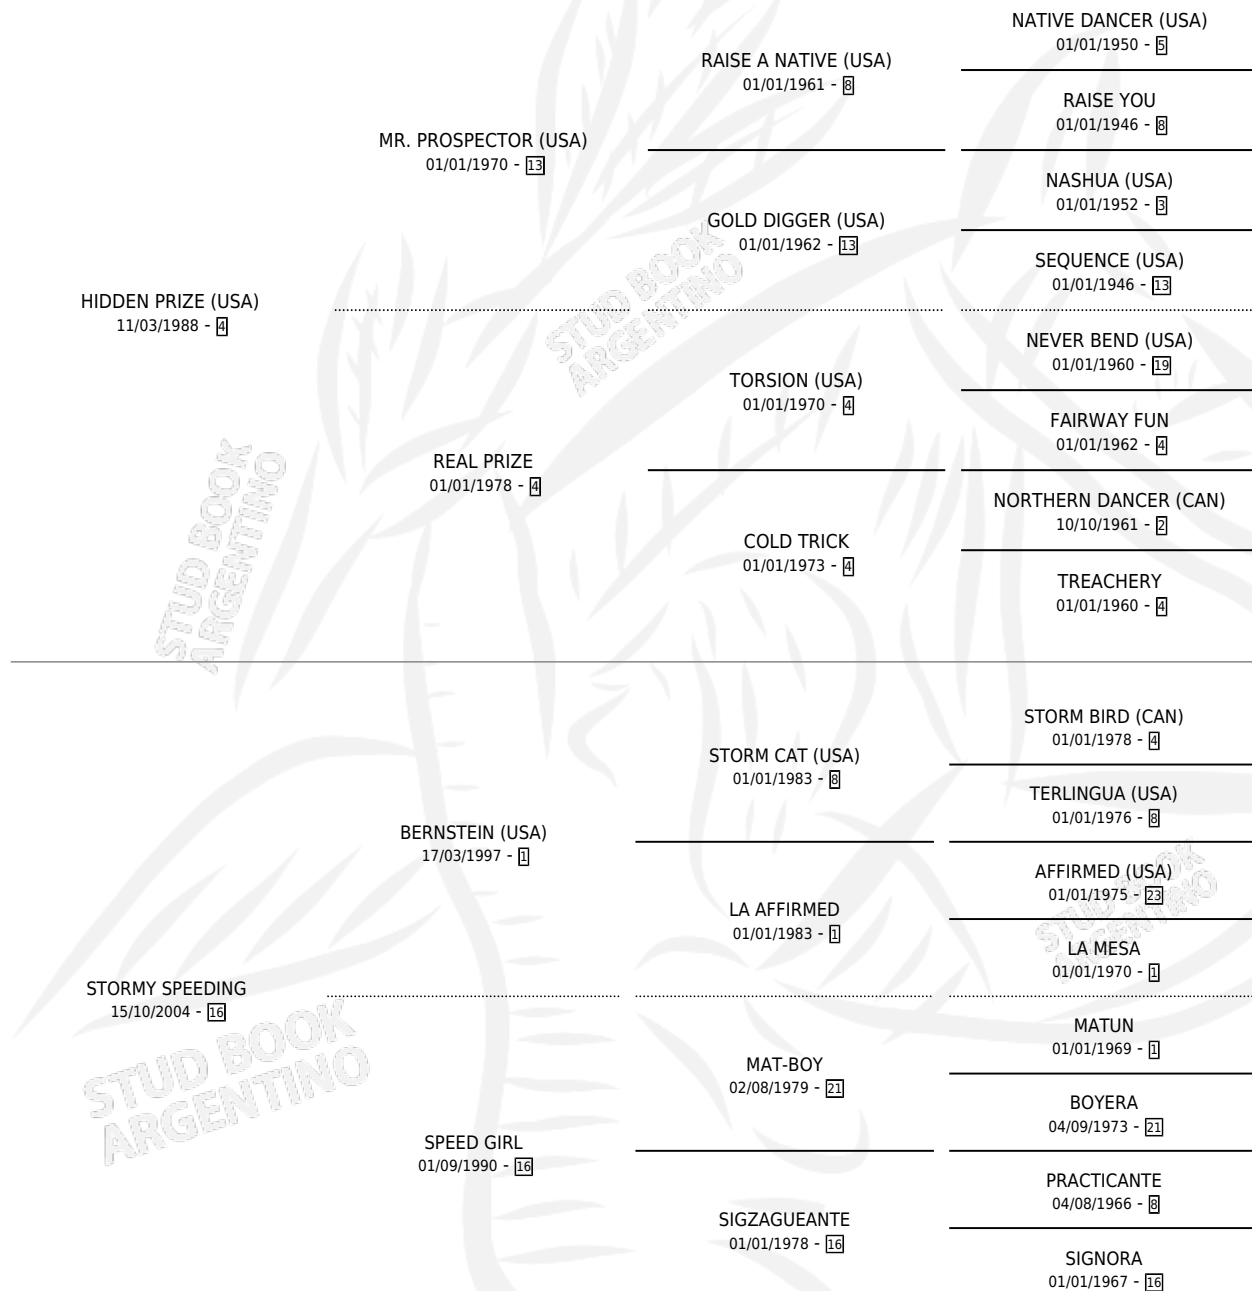 NATIVE DANCER (USA)
01/01/1950 - 5
RAISE A NATIVE (USA)
01/01/1961 - 8
RAISE YOU
01/01/1946 - 8
MR. PROSPECTOR (USA)
01/01/1970 - 13
NASHUA (USA)
01/01/1952 - 3
GOLD DIGGER (USA)
01/01/1962 - 13
SEQUENCE (USA)
01/01/1946 - 13
HIDDEN PRIZE (USA)
11/03/1988 - 4
NEVER BEND (USA)
01/01/1960 - 19
TORSION (USA)
01/01/1970 - 4
FAIRWAY FUN
01/01/1962 - 4
REAL PRIZE
01/01/1978 - 4
NORTHERN DANCER (CAN)
10/10/1961 - 2
COLD TRICK
01/01/1973 - 4
TREACHERY
01/01/1960 - 4
STORM BIRD (CAN)
01/01/1978 - 4
STORM CAT (USA)
01/01/1983 - 8
TERLINGUA (USA)
01/01/1976 - 8
BERNSTEIN (USA)
17/03/1997 - 1
AFFIRMED (USA)
01/01/1975 - 23
LA AFFIRMED
01/01/1983 - 1
LA MESA
01/01/1970 - 1
STORMY SPEEDING
15/10/2004 - 16
MATUN
01/01/1969 - 1
MAT-BOY
02/08/1979 - 21
BOYERA
04/09/1973 - 21
SPEED GIRL
01/09/1990 - 16
PRACTICANTE
04/08/1966 - 8
SIGZAGUEANTE
01/01/1978 - 16
SIGNORA
01/01/1967 - 16
STUD BOOK
ARGENTINO
STUD BOOK
ARGENTINO
STUD BOOK
ARGENTINO
STUD BOOK
ARGENTINO